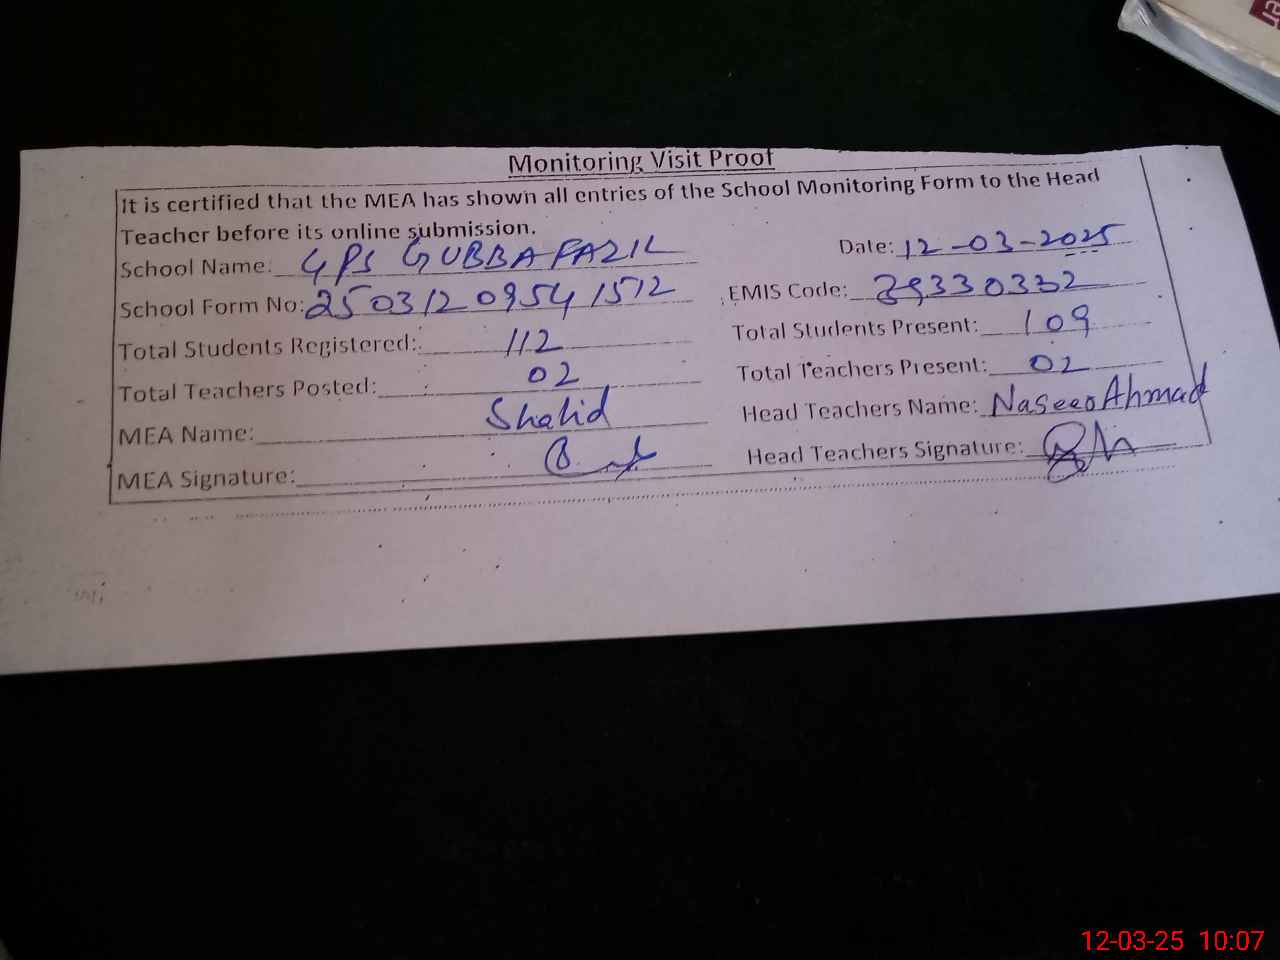 Monitoring Visit Proof
It is certified that the MEA has shown all entries of the School Monitoring Form to the Head
Teacher before its online submission.
School Name: GPS GUBBA FAZIL Date: 12-03-2025
School Form No: 250312095415 12 EMIS Code: 39330332
Total Students Registered: 112 Total Students Present: 109
Total Teachers Posted: 02 Total Teachers Present: 02
MEA Name: Shahid Head Teachers Name: Naseer Ahmad
MEA Signature: Head Teachers Signature:
12-03-25 10:07